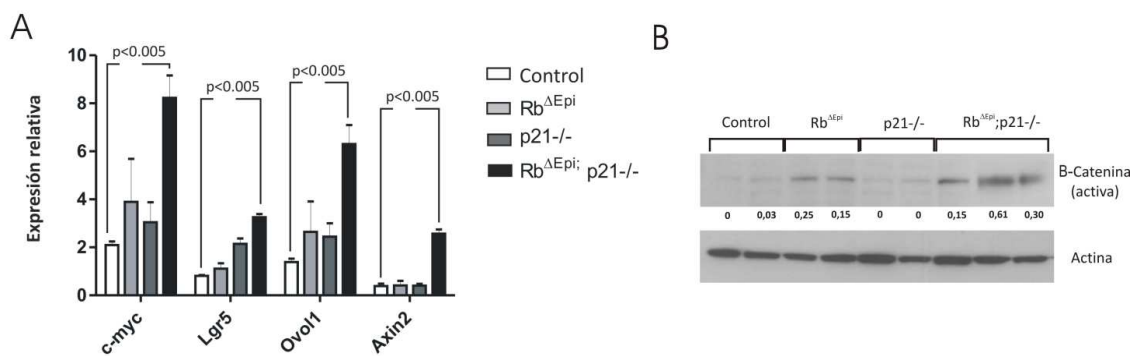 A
Expresión relativa
10
8
6
4
2
0
p<0.005
p<0.005
p<0.005
p<0.005
c-myc
Lgr5
Ovol1
Axin2
Control
Rb^ΔEpi
p21-/-
Rb^ΔEpi; p21-/-
B
Control Rb^ΔEpi p21-/- Rb^ΔEpi;p21-/-
B-Catenina
(activa)
0 0,03 0,25 0,15 0 0 0,15 0,61 0,30
Actina